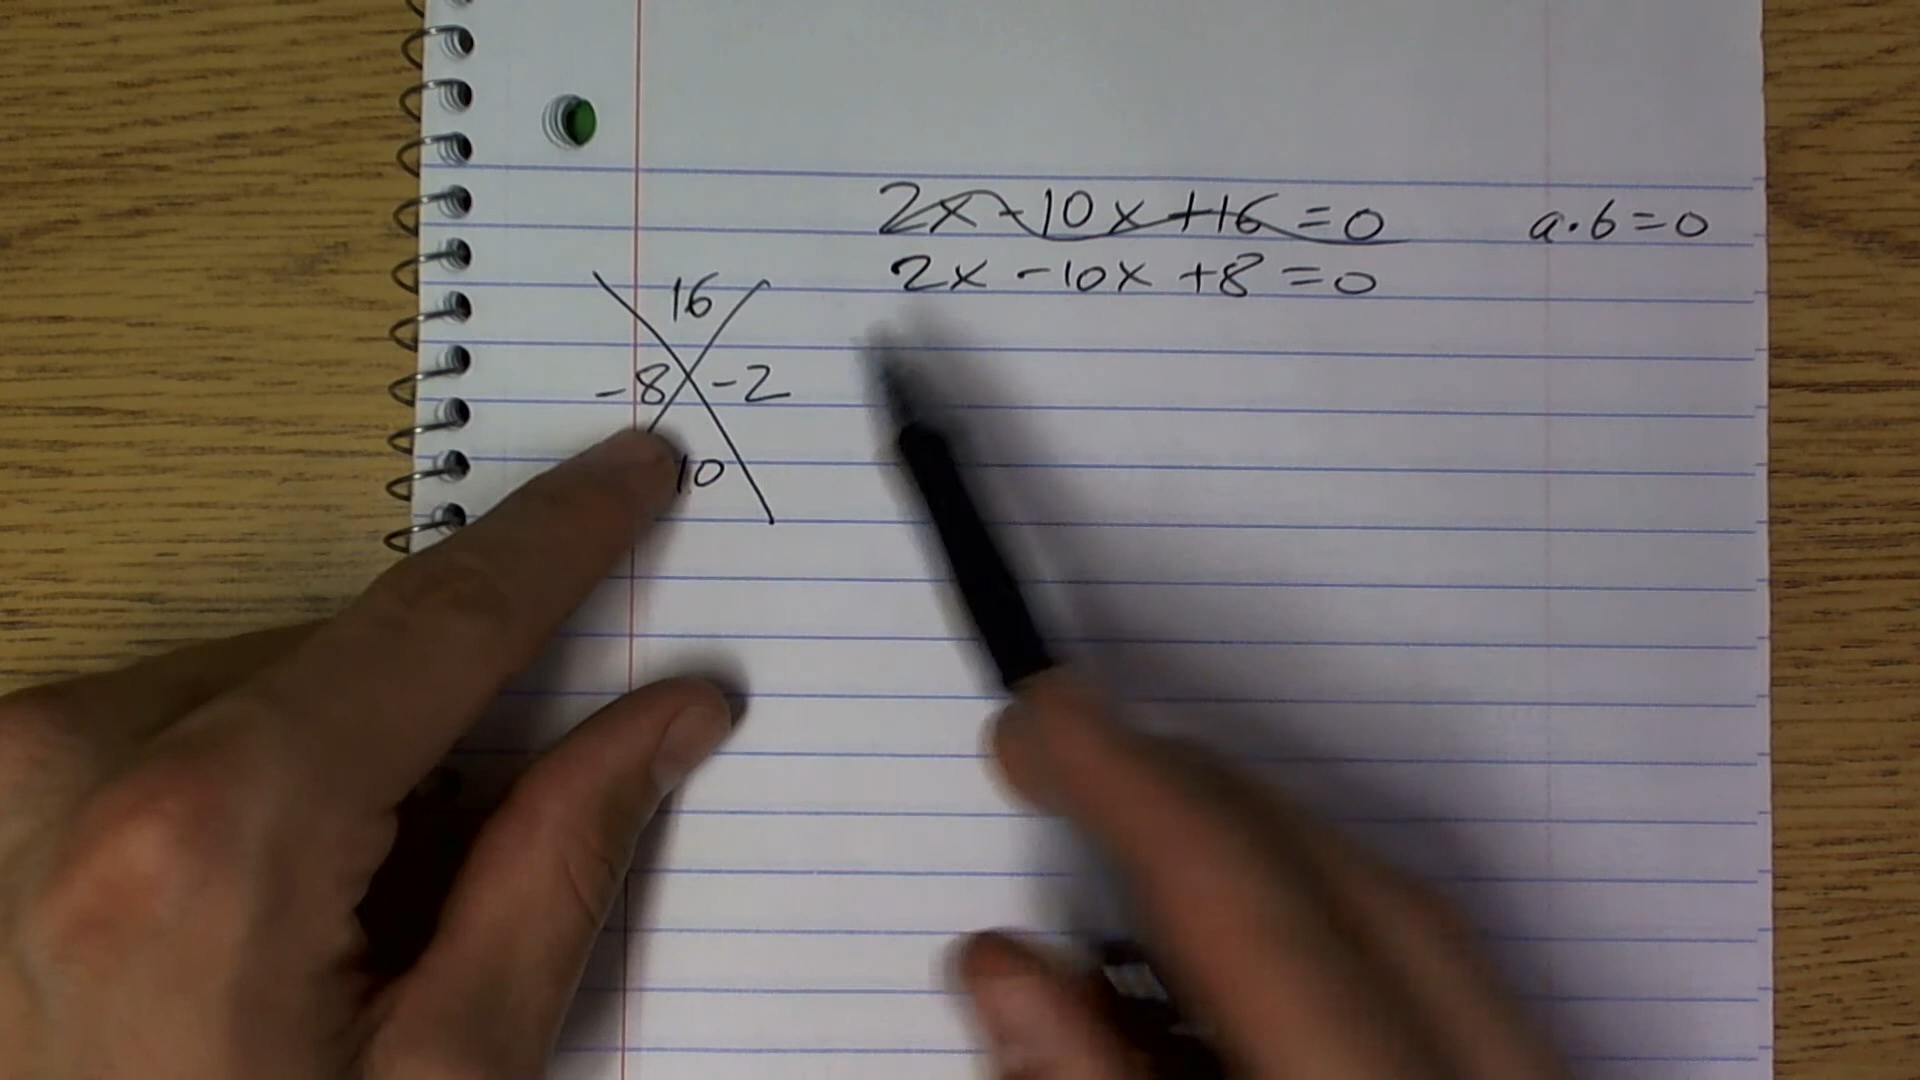 2x - 10x + 16 = 0
a·b = 0
2x - 10x + 8 = 0
16
-8 -2
10